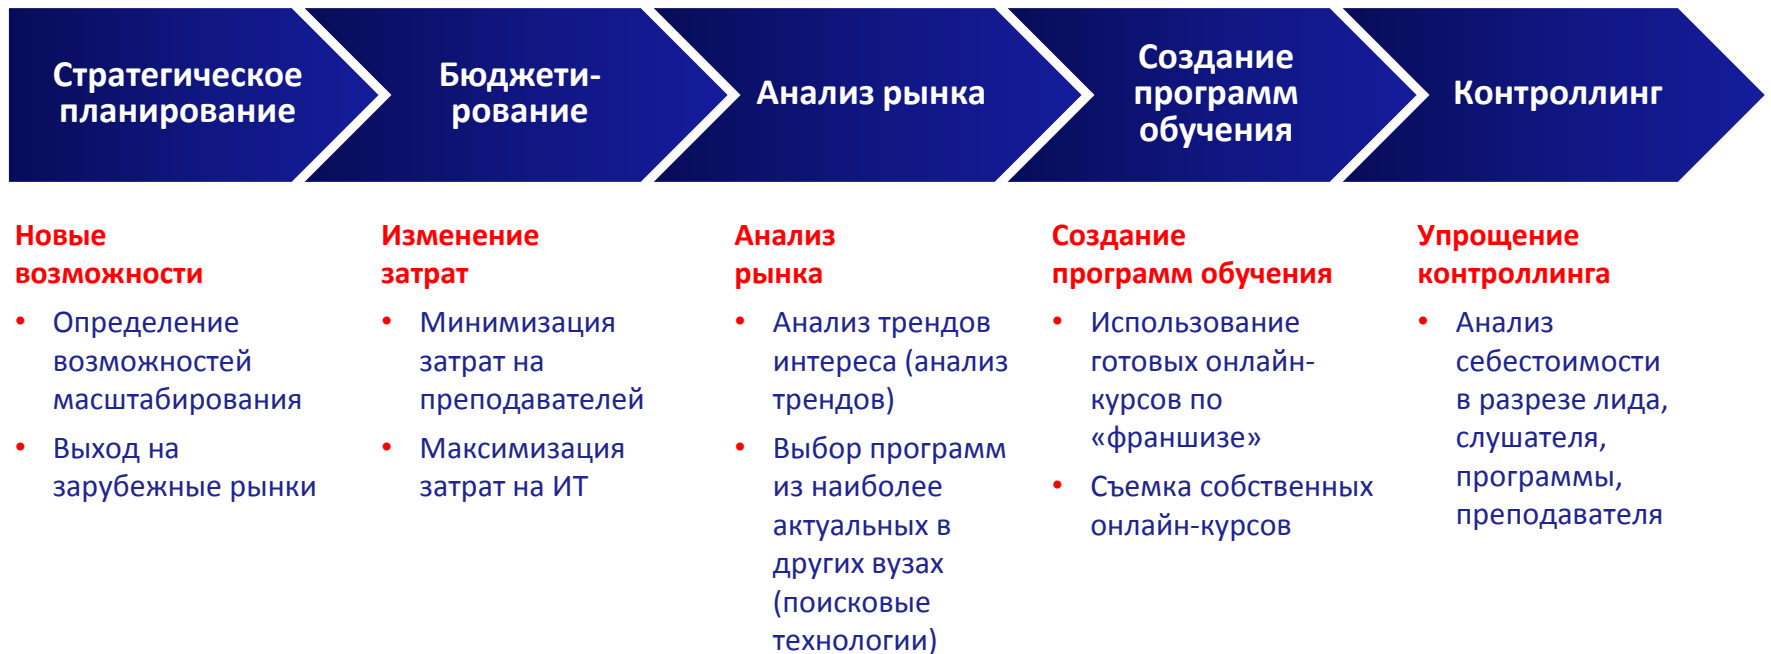 Стратегическое
планирование
Бюджети-
рование
Анализ рынка
Создание
программ
обучения
Контроллинг
Новые
возможности
• Определение
возможностей
масштабирования
• Выход на
зарубежные рынки
Изменение
затрат
• Минимизация
затрат на
преподавателей
• Максимизация
затрат на ИТ
Анализ
рынка
• Анализ трендов
интереса (анализ
трендов)
• Выбор программ
из наиболее
актуальных в
других вузах
(поисковые
технологии)
Создание
программ обучения
• Использование
готовых онлайн-
курсов по
«франшизе»
• Съемка собственных
онлайн-курсов
Упрощение
контроллинга
• Анализ
себестоимости
в разрезе лида,
слушателя,
программы,
преподавателя